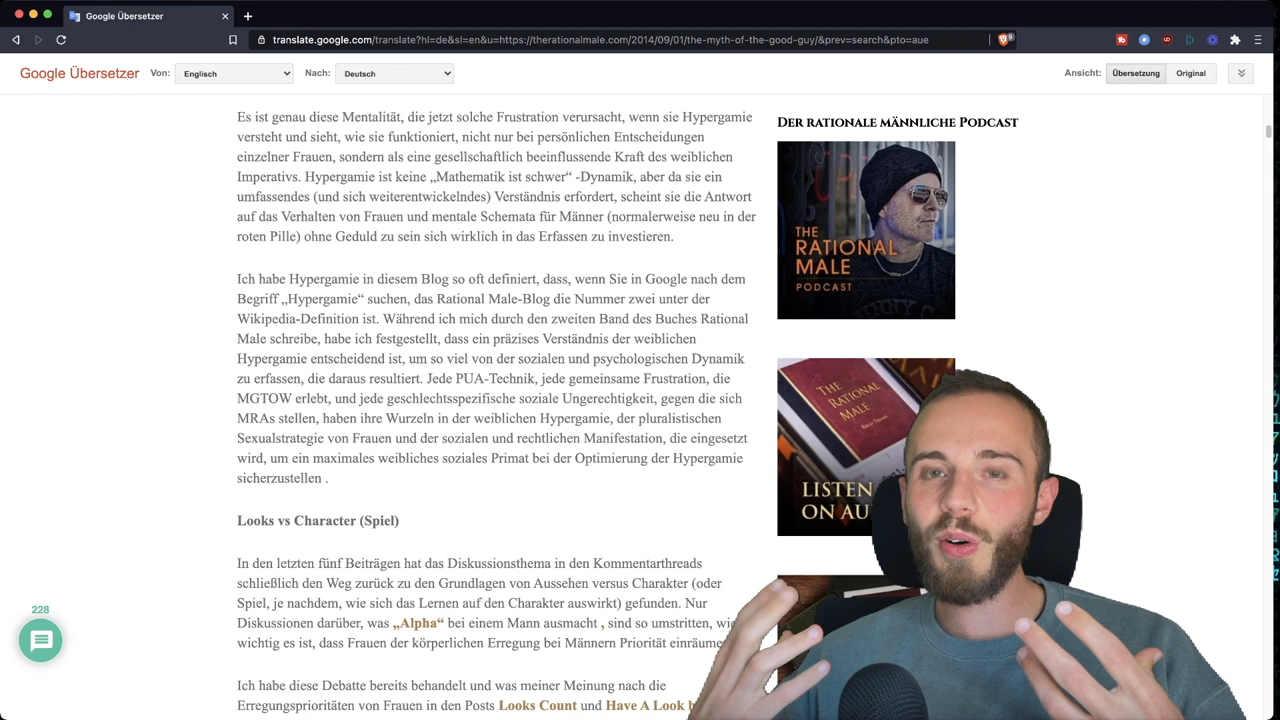 Google Übersetzer
translate.google.com/translate?hl=de&sl=en&u=https://therationalmale.com/2014/09/01/the-myth-of-the-good-guy/&prev=search&pto=aue
Google Übersetzer
Von:
Englisch
Nach:
Deutsch
Ansicht:
Übersetzung
Original
Es ist genau diese Mentalität, die jetzt solche Frustration verursacht, wenn sie Hypergamie
versteht und sieht, wie sie funktioniert, nicht nur bei persönlichen Entscheidungen
einzelner Frauen, sondern als eine gesellschaftlich beeinflussende Kraft des weiblichen
Imperativs. Hypergamie ist keine „Mathematik ist schwer“ -Dynamik, aber da sie ein
umfassendes (und sich weiterentwickelndes) Verständnis erfordert, scheint sie die Antwort
auf das Verhalten von Frauen und mentale Schemata für Männer (normalerweise neu in der
roten Pille) ohne Geduld zu sein sich wirklich in das Erfassen zu investieren.
Ich habe Hypergamie in diesem Blog so oft definiert, dass, wenn Sie in Google nach dem
Begriff „Hypergamie“ suchen, das Rational Male-Blog die Nummer zwei unter der
Wikipedia-Definition ist. Während ich mich durch den zweiten Band des Buches Rational
Male schreibe, habe ich festgestellt, dass ein präzises Verständnis der weiblichen
Hypergamie entscheidend ist, um so viel von der sozialen und psychologischen Dynamik
zu erfassen, die daraus resultiert. Jede PUA-Technik, jede gemeinsame Frustration, die
MGTOW erlebt, und jede geschlechtsspezifische soziale Ungerechtigkeit, gegen die sich
MRAs stellen, haben ihre Wurzeln in der weiblichen Hypergamie, der pluralistischen
Sexualstrategie von Frauen und der sozialen und rechtlichen Manifestation, die eingesetzt
wird, um ein maximales weibliches soziales Primat bei der Optimierung der Hypergamie
sicherzustellen .
Looks vs Character (Spiel)
In den letzten fünf Beiträgen hat das Diskussionsthema in den Kommentarthreads
schließlich den Weg zurück zu den Grundlagen von Aussehen versus Charakter (oder
Spiel, je nachdem, wie sich das Lernen auf den Charakter auswirkt) gefunden. Nur
Diskussionen darüber, was „Alpha“ bei einem Mann ausmacht , sind so umstritten, wie
wichtig es ist, dass Frauen der körperlichen Erregung bei Männern Priorität einräume
Ich habe diese Debatte bereits behandelt und was meiner Meinung nach die
Erregungsprioritäten von Frauen in den Posts Looks Count und Have A Look
228
DER RATIONALE MÄNNLICHE PODCAST
THE
RATIONAL
MALE
PODCAST
THE
RATIONAL
MALE
LISTEN
ON AU